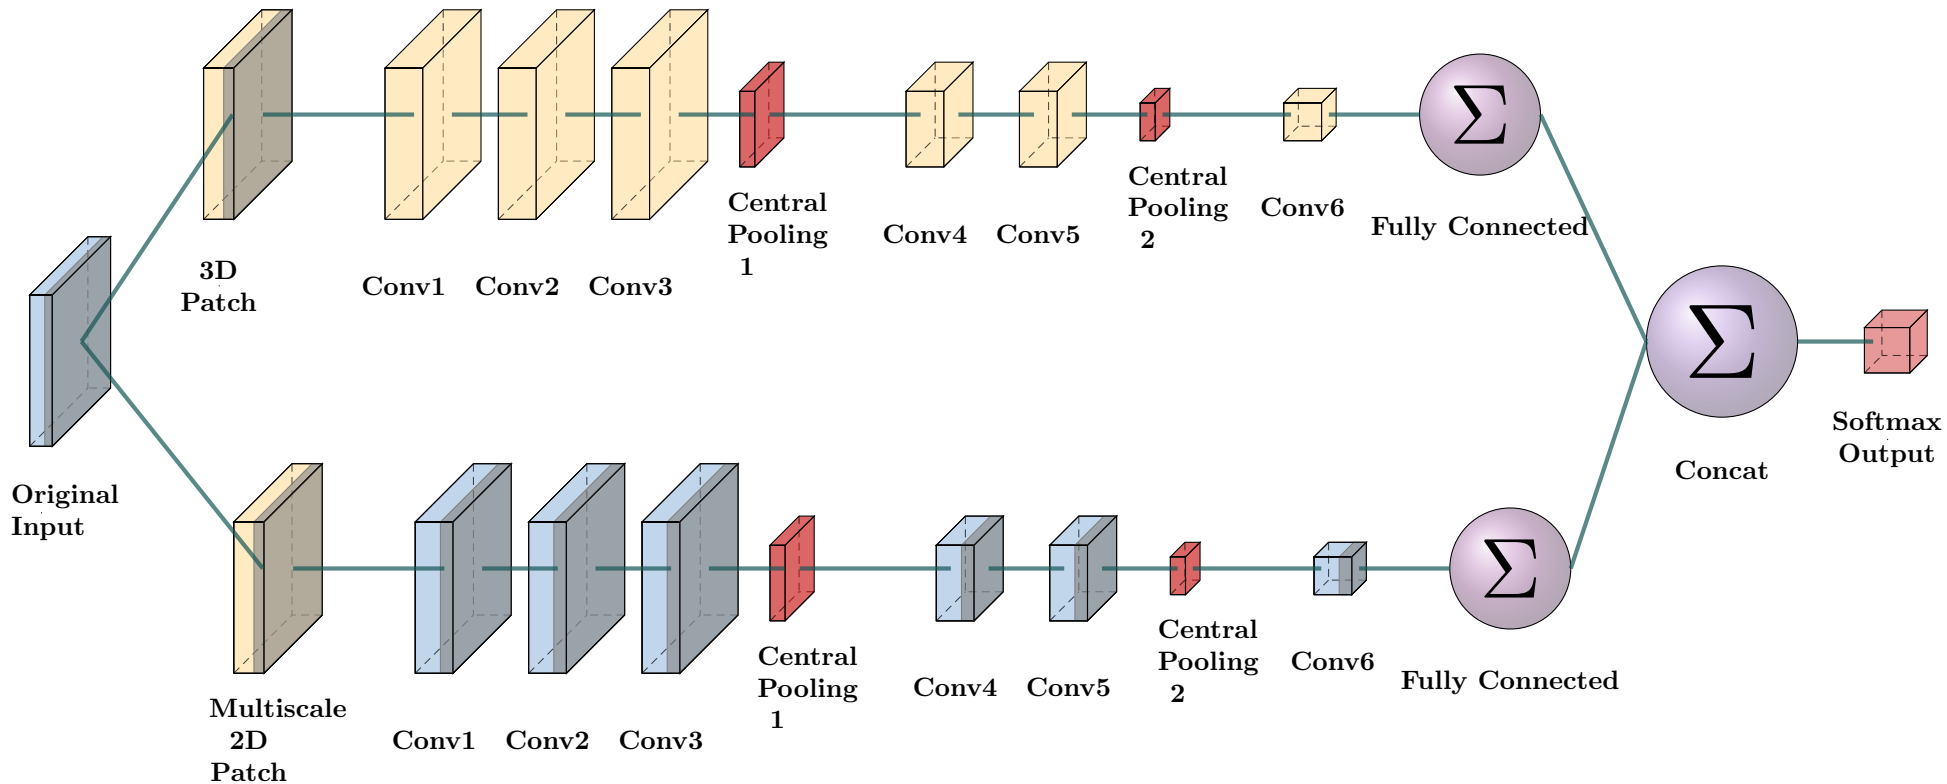 Σ
Central
Pooling
1
Central
Pooling
2
Conv6
Fully Connected
Conv4
Conv5
3D
Patch
Conv1
Conv2
Conv3
Σ
Softmax
Output
Concat
Original
Input
Σ
Central
Pooling
1
Central
Pooling
2
Conv6
Fully Connected
Conv4
Conv5
Multiscale
2D
Patch
Conv1
Conv2
Conv3